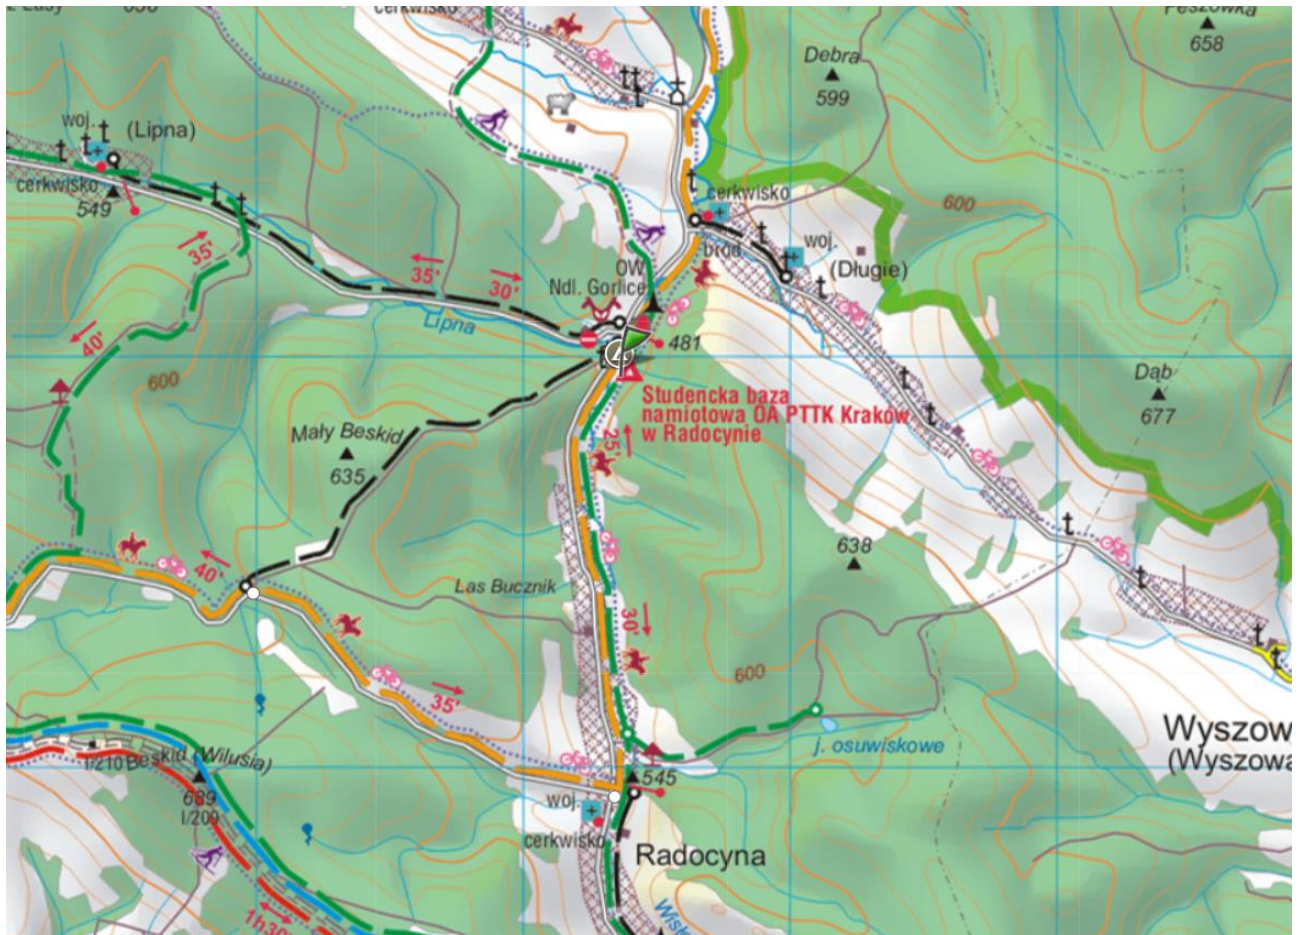 Debra
599
658
woj.
(Lipna)
cerkwisko
549
35'
35'
30'
Lipna
40'
600
cerkwisko
bród
woj.
(Długie)
600
OW
Ndl. Gorlice
481
Studencka baza
namiotowa OA PTTK Kraków
w Radocynie
25'
Dąb
677
Mały Beskid
635
638
40'
Las Bucznik
30'
35'
600
j. osuwiskowe
Wyszow
(Wyszowa
I/210
Beskid (Wilusia)
689
I/209
545
woj.
cerkwisko
Radocyna
1h30'
Wisł